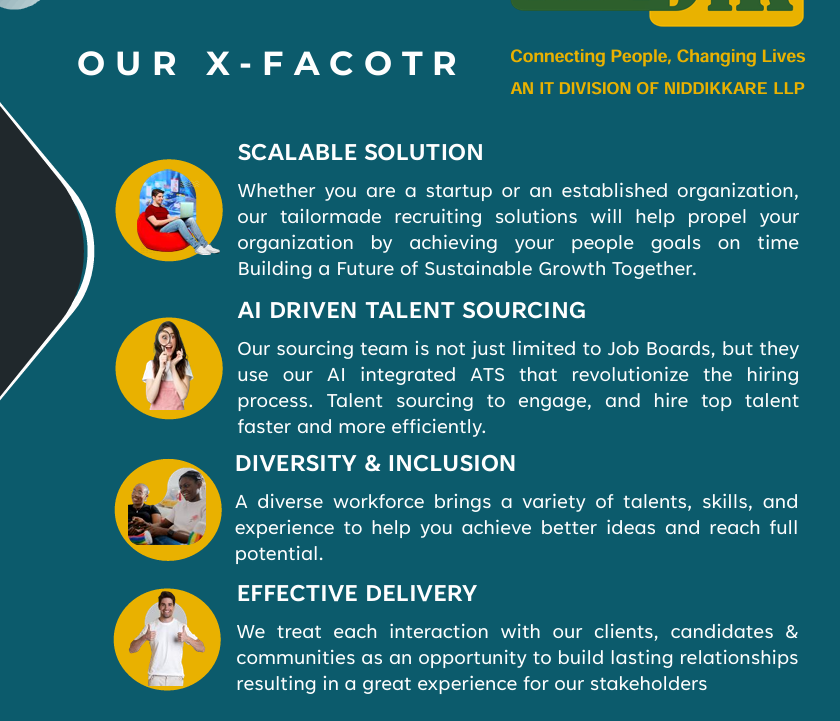 OUR X-FACOTR
Connecting People, Changing Lives
AN IT DIVISION OF NIDDIKKARE LLP
SCALABLE SOLUTION
Whether you are a startup or an established organization,
our tailormade recruiting solutions will help propel your
organization by achieving your people goals on time
Building a Future of Sustainable Growth Together.
AI DRIVEN TALENT SOURCING
Our sourcing team is not just limited to Job Boards, but they
use our AI integrated ATS that revolutionize the hiring
process. Talent sourcing to engage, and hire top talent
faster and more efficiently.
DIVERSITY & INCLUSION
A diverse workforce brings a variety of talents, skills, and
experience to help you achieve better ideas and reach full
potential.
EFFECTIVE DELIVERY
We treat each interaction with our clients, candidates &
communities as an opportunity to build lasting relationships
resulting in a great experience for our stakeholders